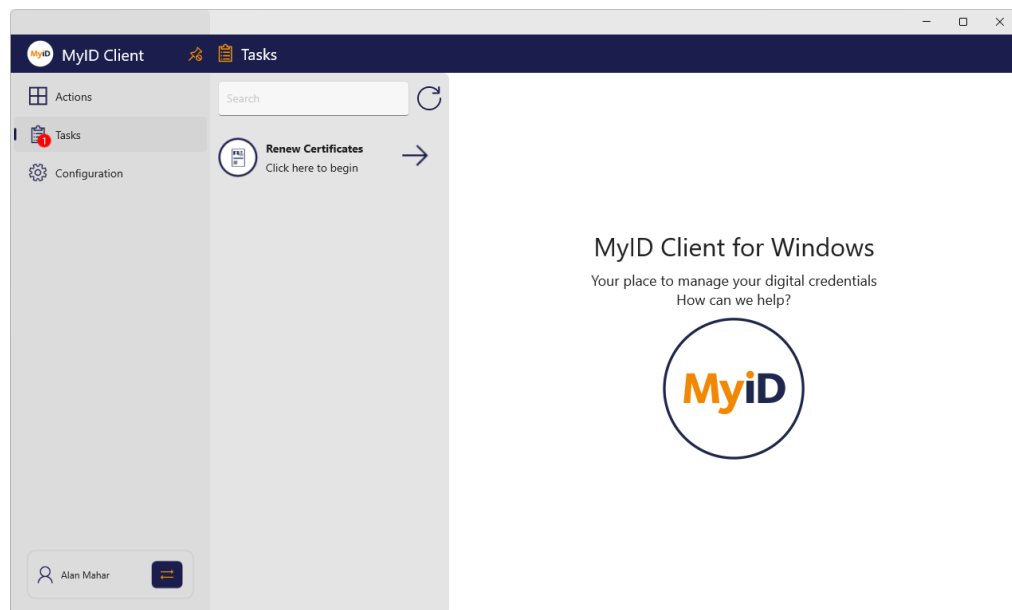 MyiD
MyID Client
Tasks
Actions
Search
1
Tasks
Renew Certificates
Click here to begin
Configuration
MyID Client for Windows
Your place to manage your digital credentials
How can we help?
MyiD
Alan Mahar